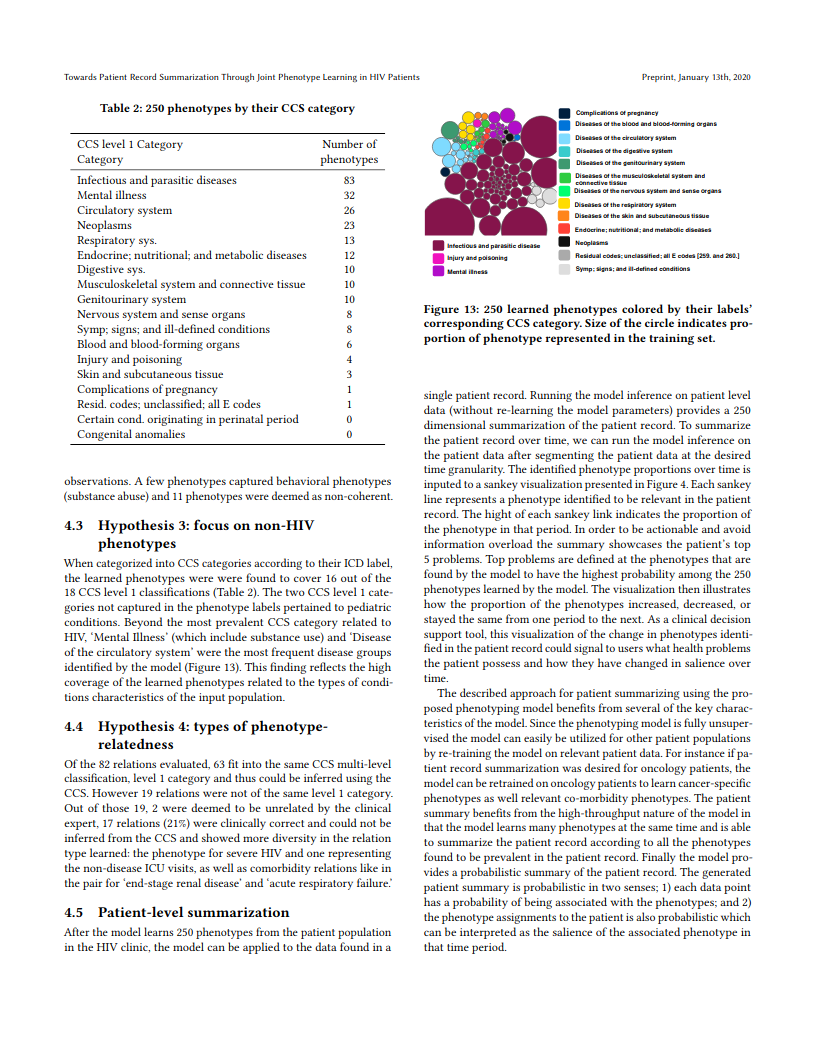 Towards Patient Record Summarization Through Joint Phenotype Learning in HIV Patients
Preprint, January 13th, 2020
Table 2: 250 phenotypes by their CCS category
CCS level 1 Category Number of
Category phenotypes
Infectious and parasitic diseases 83
Mental illness 32
Circulatory system 26
Neoplasms 23
Respiratory sys. 13
Endocrine; nutritional; and metabolic diseases 12
Digestive sys. 10
Musculoskeletal system and connective tissue 10
Genitourinary system 10
Nervous system and sense organs 8
Symp; signs; and ill-defined conditions 8
Blood and blood-forming organs 6
Injury and poisoning 4
Skin and subcutaneous tissue 3
Complications of pregnancy 1
Resid. codes; unclassified; all E codes 1
Certain cond. originating in perinatal period 0
Congenital anomalies 0
observations. A few phenotypes captured behavioral phenotypes
(substance abuse) and 11 phenotypes were deemed as non-coherent.
4.3 Hypothesis 3: focus on non-HIV
phenotypes
When categorized into CCS categories according to their ICD label,
the learned phenotypes were were found to cover 16 out of the
18 CCS level 1 classifications (Table 2). The two CCS level 1 cate-
gories not captured in the phenotype labels pertained to pediatric
conditions. Beyond the most prevalent CCS category related to
HIV, ‘Mental Illness’ (which include substance use) and ‘Disease
of the circulatory system’ were the most frequent disease groups
identified by the model (Figure 13). This finding reflects the high
coverage of the learned phenotypes related to the types of condi-
tions characteristics of the input population.
4.4 Hypothesis 4: types of phenotype-
relatedness
Of the 82 relations evaluated, 63 fit into the same CCS multi-level
classification, level 1 category and thus could be inferred using the
CCS. However 19 relations were not of the same level 1 category.
Out of those 19, 2 were deemed to be unrelated by the clinical
expert, 17 relations (21%) were clinically correct and could not be
inferred from the CCS and showed more diversity in the relation
type learned: the phenotype for severe HIV and one representing
the non-disease ICU visits, as well as comorbidity relations like in
the pair for ‘end-stage renal disease’ and ‘acute respiratory failure.’
4.5 Patient-level summarization
After the model learns 250 phenotypes from the patient population
in the HIV clinic, the model can be applied to the data found in a
Complications of pregnancy
Diseases of the blood and blood-forming organs
Diseases of the circulatory system
Diseases of the digestive system
Diseases of the genitourinary system
Diseases of the musculoskeletal system and
connective tissue
Diseases of the nervous system and sense organs
Diseases of the respiratory system
Diseases of the skin and subcutaneous tissue
Endocrine; nutritional; and metabolic diseases
Neoplasms
Residual codes; unclassified; all E codes [259. and 260.]
Symp; signs; and ill-defined conditions
Infectious and parasitic disease
Injury and poisoning
Mental illness
Figure 13: 250 learned phenotypes colored by their labels’
corresponding CCS category. Size of the circle indicates pro-
portion of phenotype represented in the training set.
single patient record. Running the model inference on patient level
data (without re-learning the model parameters) provides a 250
dimensional summarization of the patient record. To summarize
the patient record over time, we can run the model inference on
the patient data after segmenting the patient data at the desired
time granularity. The identified phenotype proportions over time is
inputed to a sankey visualization presented in Figure 4. Each sankey
line represents a phenotype identified to be relevant in the patient
record. The hight of each sankey link indicates the proportion of
the phenotype in that period. In order to be actionable and avoid
information overload the summary showcases the patient’s top
5 problems. Top problems are defined at the phenotypes that are
found by the model to have the highest probability among the 250
phenotypes learned by the model. The visualization then illustrates
how the proportion of the phenotypes increased, decreased, or
stayed the same from one period to the next. As a clinical decision
support tool, this visualization of the change in phenotypes identi-
fied in the patient record could signal to users what health problems
the patient possess and how they have changed in salience over
time.
The described approach for patient summarizing using the pro-
posed phenotyping model benefits from several of the key charac-
teristics of the model. Since the phenotyping model is fully unsuper-
vised the model can easily be utilized for other patient populations
by re-training the model on relevant patient data. For instance if pa-
tient record summarization was desired for oncology patients, the
model can be retrained on oncology patients to learn cancer-specific
phenotypes as well relevant co-morbidity phenotypes. The patient
summary benefits from the high-throughput nature of the model in
that the model learns many phenotypes at the same time and is able
to summarize the patient record according to all the phenotypes
found to be prevalent in the patient record. Finally the model pro-
vides a probabilistic summary of the patient record. The generated
patient summary is probabilistic in two senses; 1) each data point
has a probability of being associated with the phenotypes; and 2)
the phenotype assignments to the patient is also probabilistic which
can be interpreted as the salience of the associated phenotype in
that time period.